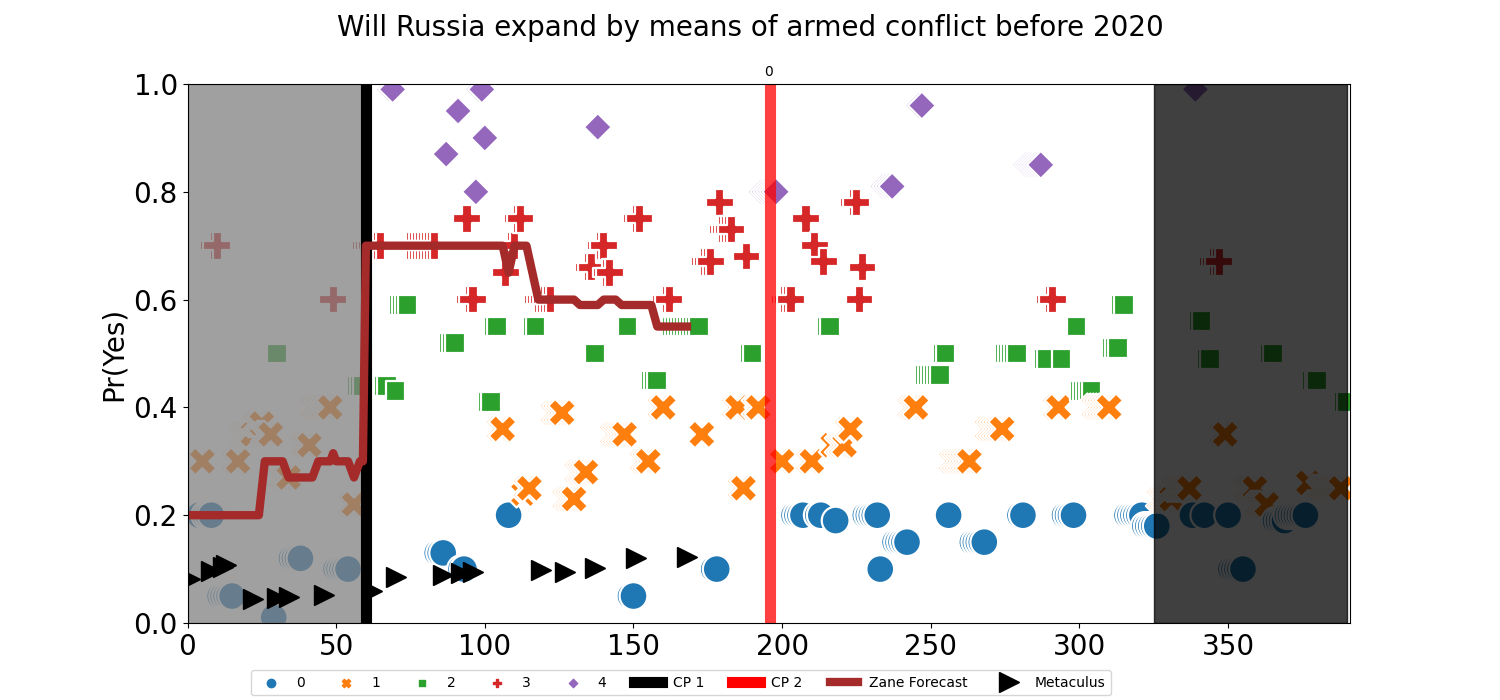 Will Russia expand by means of armed conflict before 2020
0
1.0
0.8
0.6
0.4
0.2
0.0
Pr(Yes)
0 50 100 150 200 250 300 350
0 1 2 3 4 CP 1 CP 2 Zane Forecast Metaculus